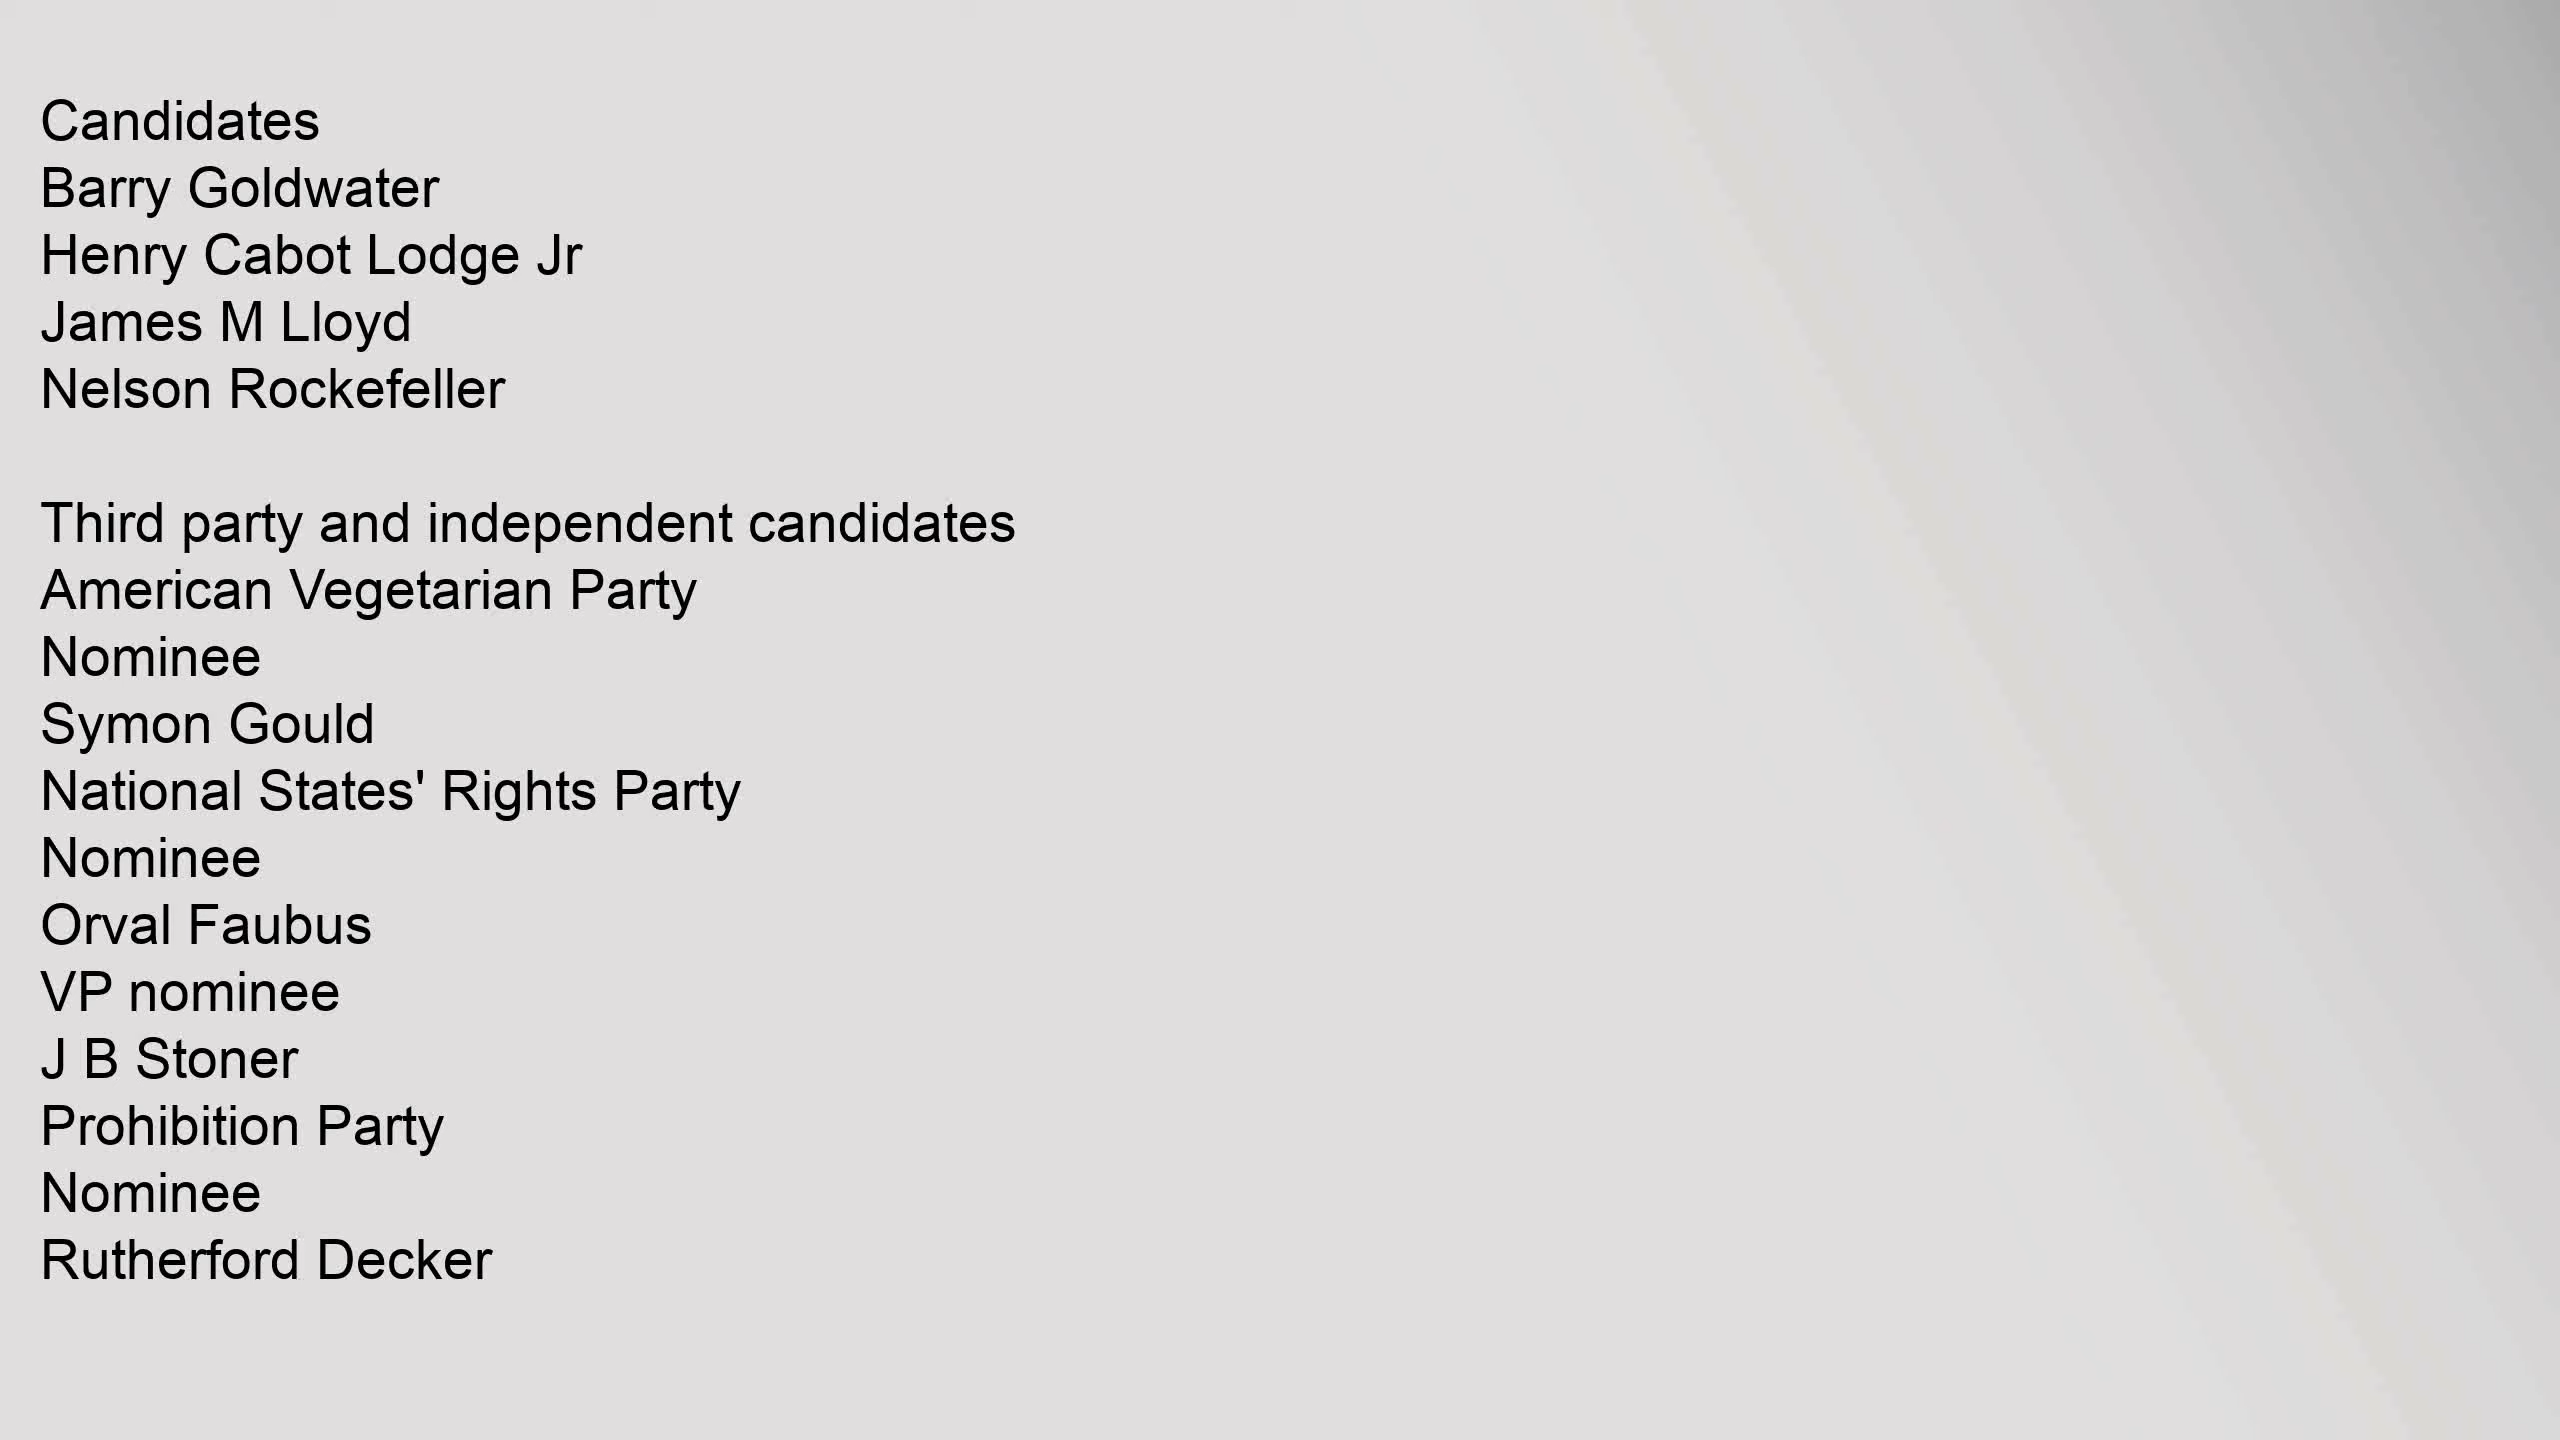 Candidates
Barry Goldwater
Henry Cabot Lodge Jr
James M Lloyd
Nelson Rockefeller
Third party and independent candidates
American Vegetarian Party
Nominee
Symon Gould
National States' Rights Party
Nominee
Orval Faubus
VP nominee
J B Stoner
Prohibition Party
Nominee
Rutherford Decker